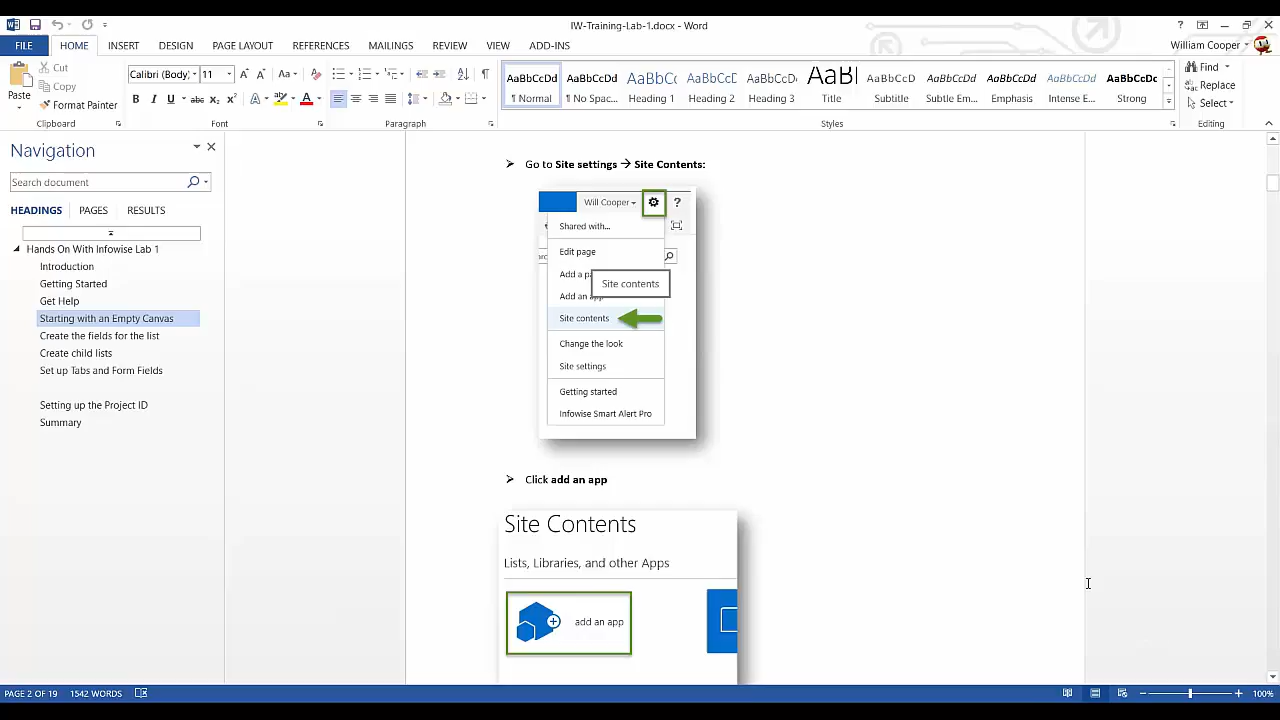 IW-Training-Lab-1.docx - Word
FILE HOME INSERT DESIGN PAGE LAYOUT REFERENCES MAILINGS REVIEW VIEW ADD-INS William Cooper
Paste
Cut
Copy
Format Painter
Clipboard
Calibri (Body) 11
Font
Paragraph
AaBbCcDd AaBbCcDd AaBbCc AaBbCcD AaBbCcD AaBl AaBbCcD AaBbCcDd AaBbCcDd AaBbCcDd AaBbCcDc
¶ Normal ¶ No Spac... Heading 1 Heading 2 Heading 3 Title Subtitle Subtle Em... Emphasis Intense E... Strong
Styles
Find
Replace
Select
Editing
Navigation
Search document
HEADINGS PAGES RESULTS
Hands On With Infowise Lab 1
Introduction
Getting Started
Get Help
Starting with an Empty Canvas
Create the fields for the list
Create child lists
Set up Tabs and Form Fields
Setting up the Project ID
Summary
Go to Site settings → Site Contents:
Will Cooper ?
Shared with...
Edit page
Add a pa
Site contents
Add an app
Site contents
Change the look
Site settings
Getting started
Infowise Smart Alert Pro
Click add an app
Site Contents
Lists, Libraries, and other Apps
add an app
PAGE 2 OF 19 1542 WORDS 100%